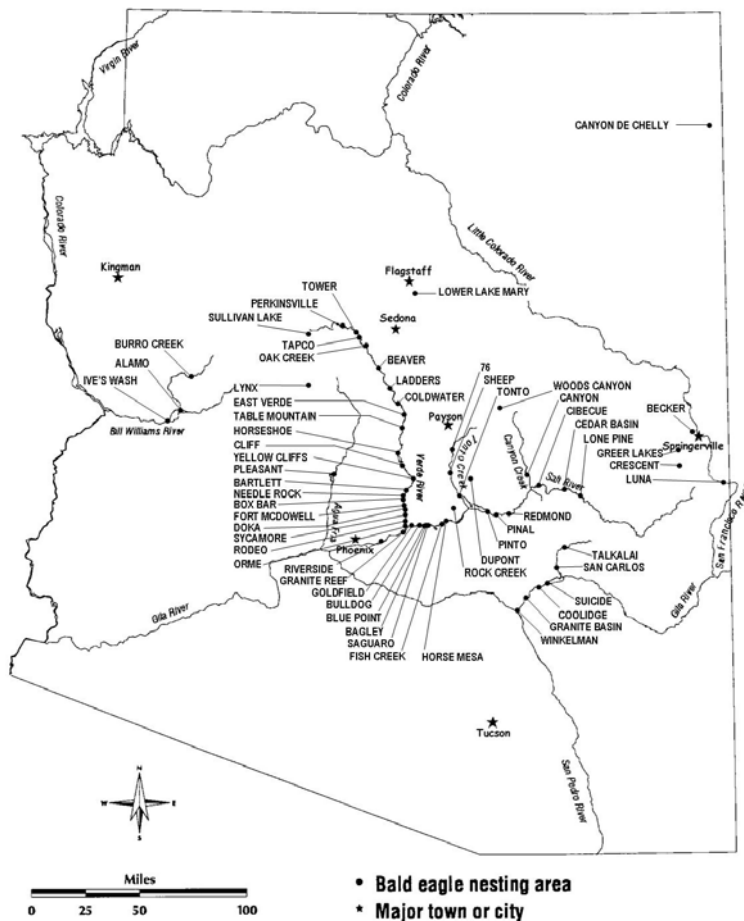 Virgin River
Colorado River
CANYON DE CHELLY
Colorado River
Little Colorado River
Kingman
Flagstaff
LOWER LAKE MARY
TOWER
PERKINSVILLE
SULLIVAN LAKE
Sedona
TAPCO
OAK CREEK
BURRO CREEK
ALAMO
IVE'S WASH
Bill Williams River
BEAVER
LADDERS
COLDWATER
LYNX
EAST VERDE
TABLE MOUNTAIN
HORSESHOE
CLIFF
YELLOW CLIFFS
PLEASANT
BARTLETT
NEEDLE ROCK
BOX BAR
FORT MCDOWELL
DOKA
SYCAMORE
RODEO
ORME
Verde River
Agua Fria
Phoenix
Payson
76
SHEEP
TONTO
Tonto Creek
WOODS CANYON
CANYON
CIBECUE
CEDAR BASIN
LONE PINE
Canyon Creek
Salt River
BECKER
Springerville
GREER LAKES
CRESCENT
LUNA
San Francisco River
REDMOND
PINAL
PINTO
DUPONT
ROCK CREEK
TALKALAI
SAN CARLOS
SUICIDE
COOLIDGE
GRANITE BASIN
WINKELMAN
Gila River
RIVERSIDE
GRANITE REEF
GOLDFIELD
BULLDOG
BLUE POINT
BAGLEY
SAGUARO
FISH CREEK
HORSE MESA
Gila River
Tucson
San Pedro River
N
W E
S
Miles
0 25 50 100
Bald eagle nesting area
Major town or city